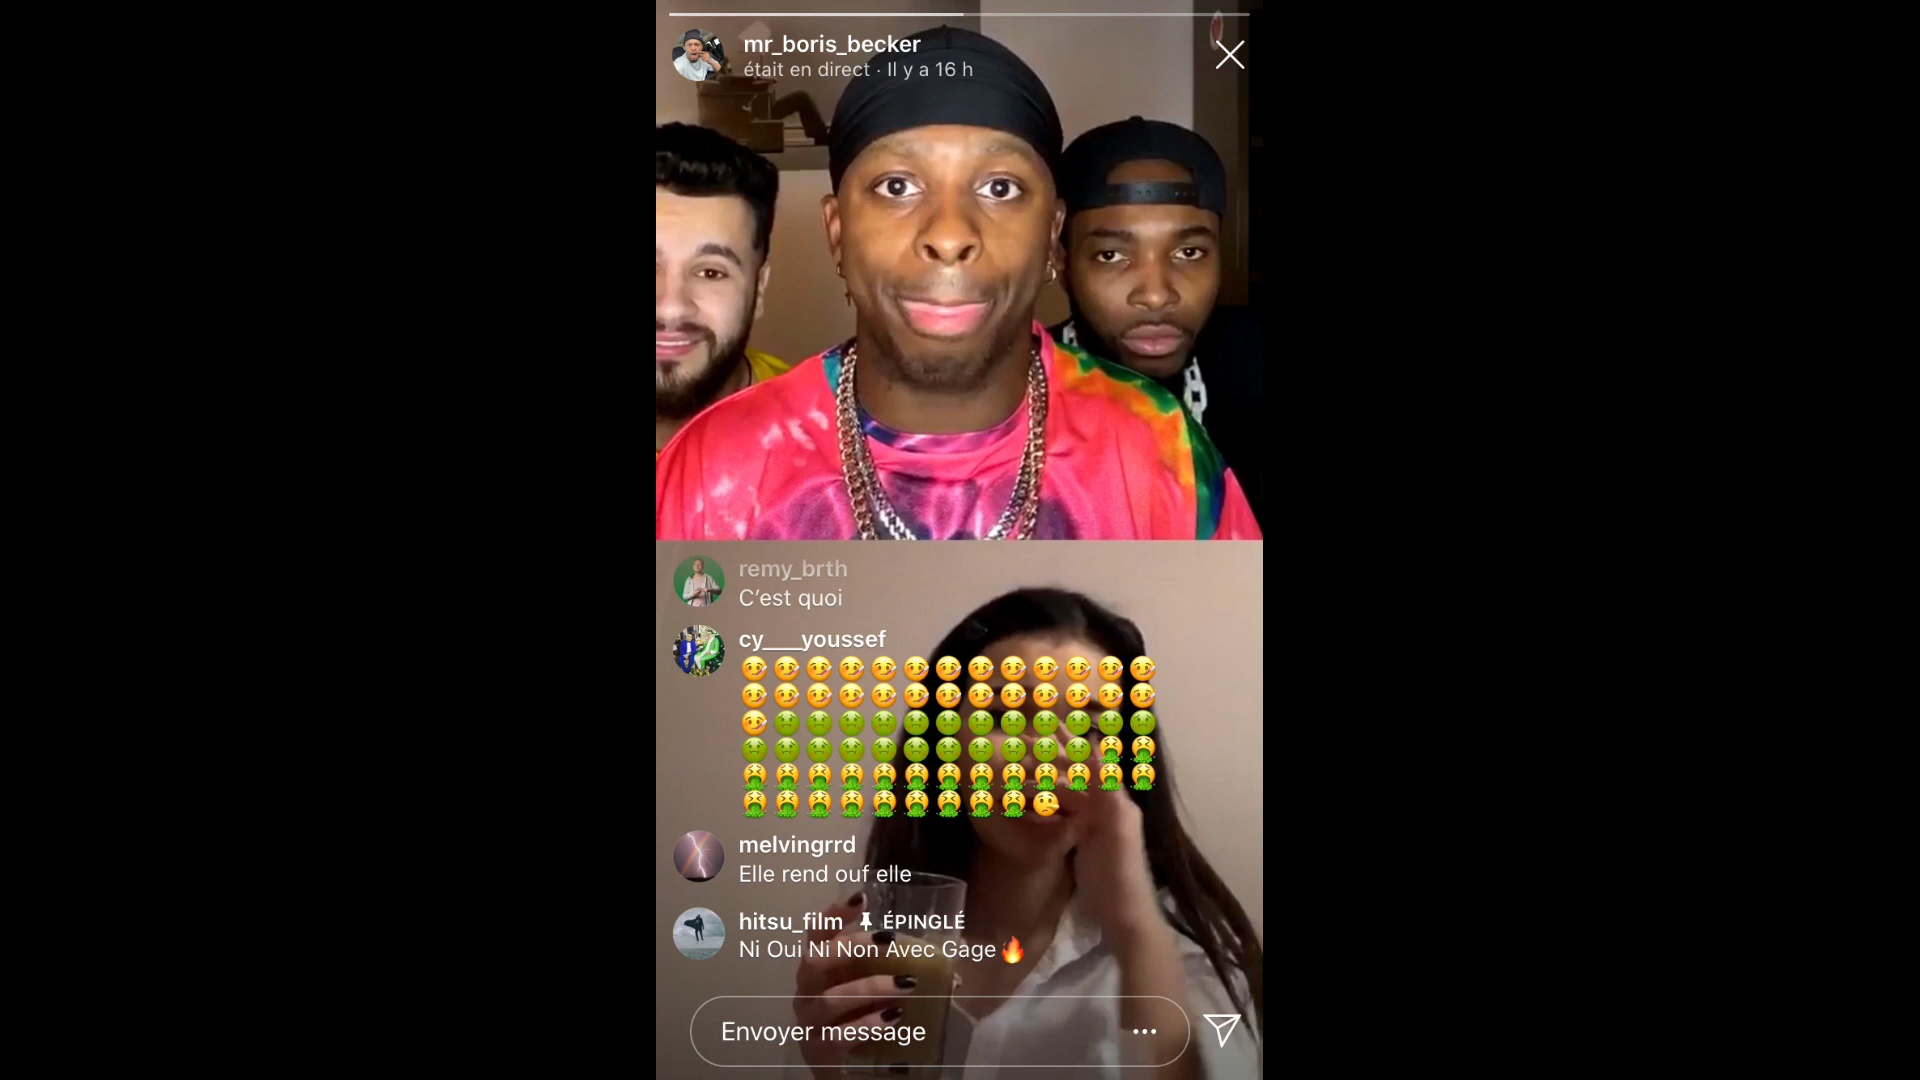 mr_boris_becker
était en direct · Il y a 16 h
remy_brth
C’est quoi
cy___youssef
🤒🤒🤒🤒🤒🤒🤒🤒🤒🤒🤒🤒🤒
🤒🤒🤒🤒🤒🤒🤒🤒🤒🤒🤒🤒🤒
🤒🤢🤢🤢🤢🤢🤢🤢🤢🤢🤢🤢🤢
🤢🤢🤢🤢🤢🤢🤢🤢🤢🤢🤢🤮🤮
🤮🤮🤮🤮🤮🤮🤮🤮🤮🤮🤮🤮🤮
🤮🤮🤮🤮🤮🤮🤮🤮🤮🤥
melvingrrd
Elle rend ouf elle
hitsu_film ÉPINGLÉ
Ni Oui Ni Non Avec Gage🔥
Envoyer message